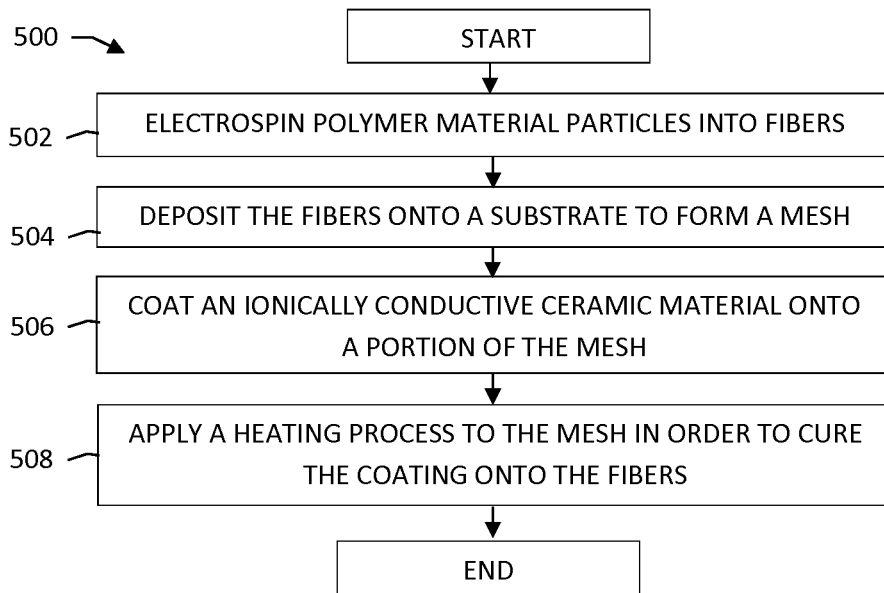 500
START
502
ELECTROSPIN POLYMER MATERIAL PARTICLES INTO FIBERS
504
DEPOSIT THE FIBERS ONTO A SUBSTRATE TO FORM A MESH
506
COAT AN IONICALLY CONDUCTIVE CERAMIC MATERIAL ONTO
A PORTION OF THE MESH
508
APPLY A HEATING PROCESS TO THE MESH IN ORDER TO CURE
THE COATING ONTO THE FIBERS
END